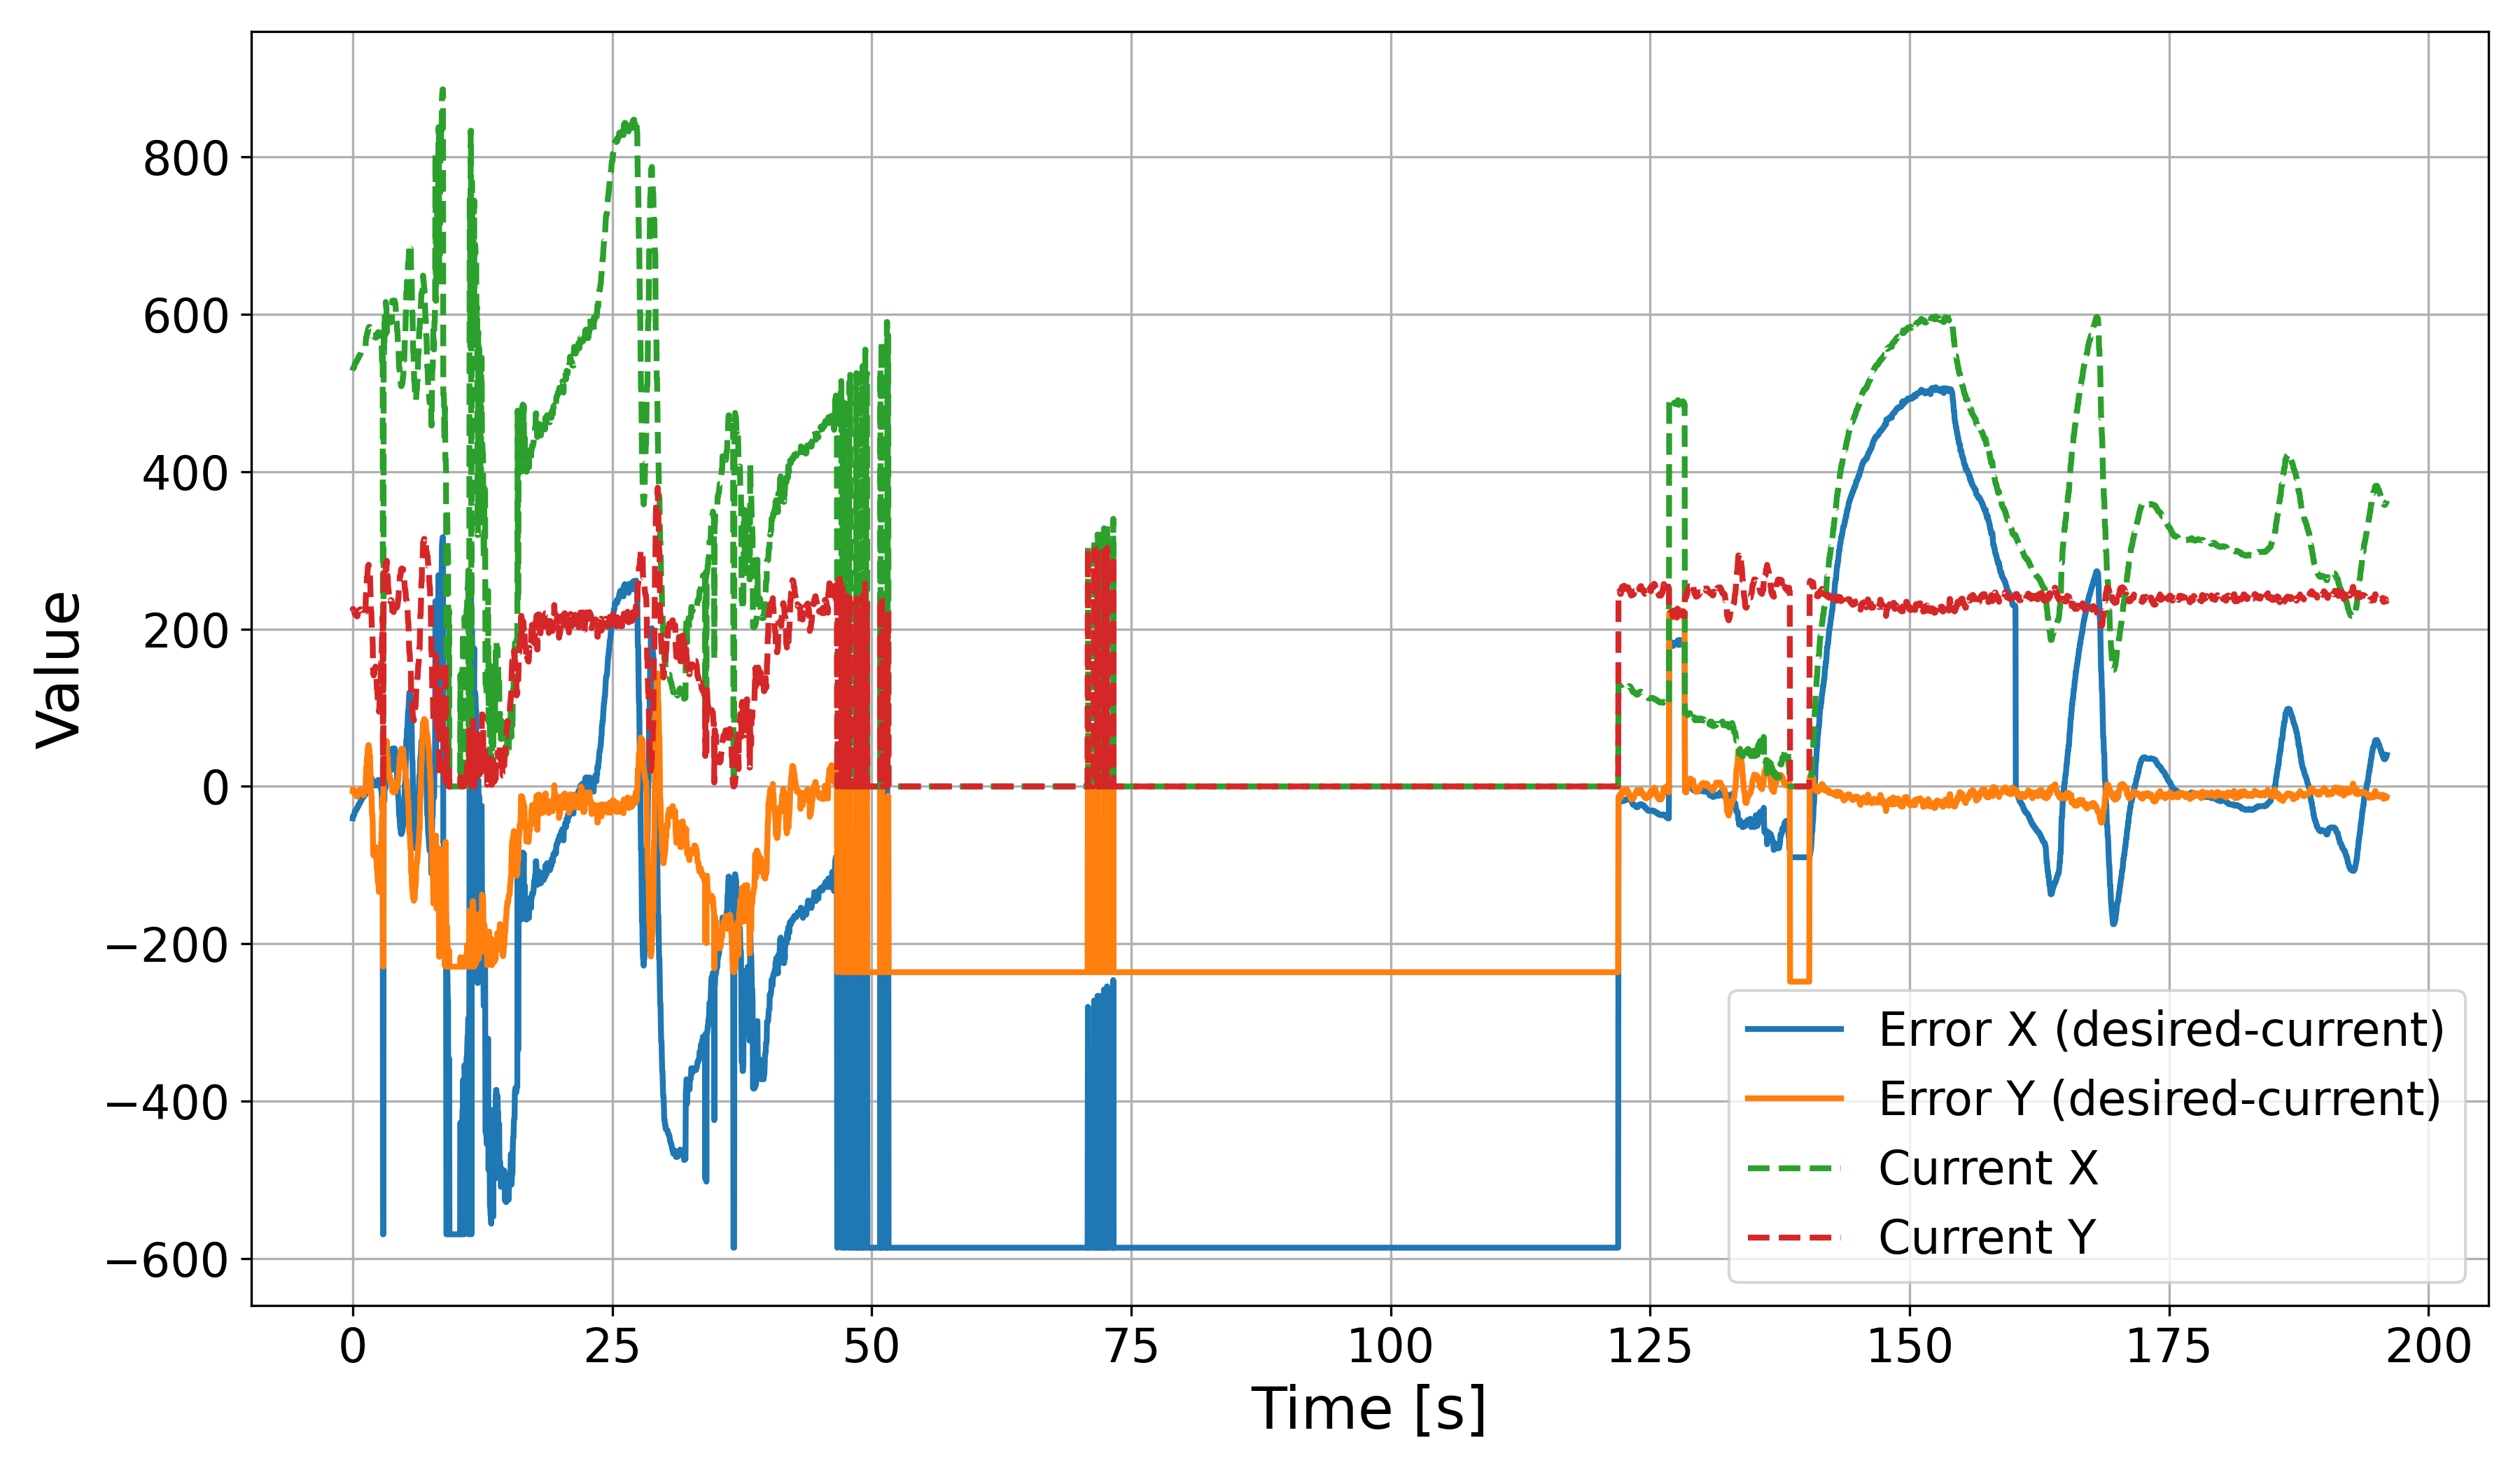 Value
800
600
400
200
0
−200
−400
−600
0 25 50 75 100 125 150 175 200
Time [s]
Error X (desired-current)
Error Y (desired-current)
Current X
Current Y